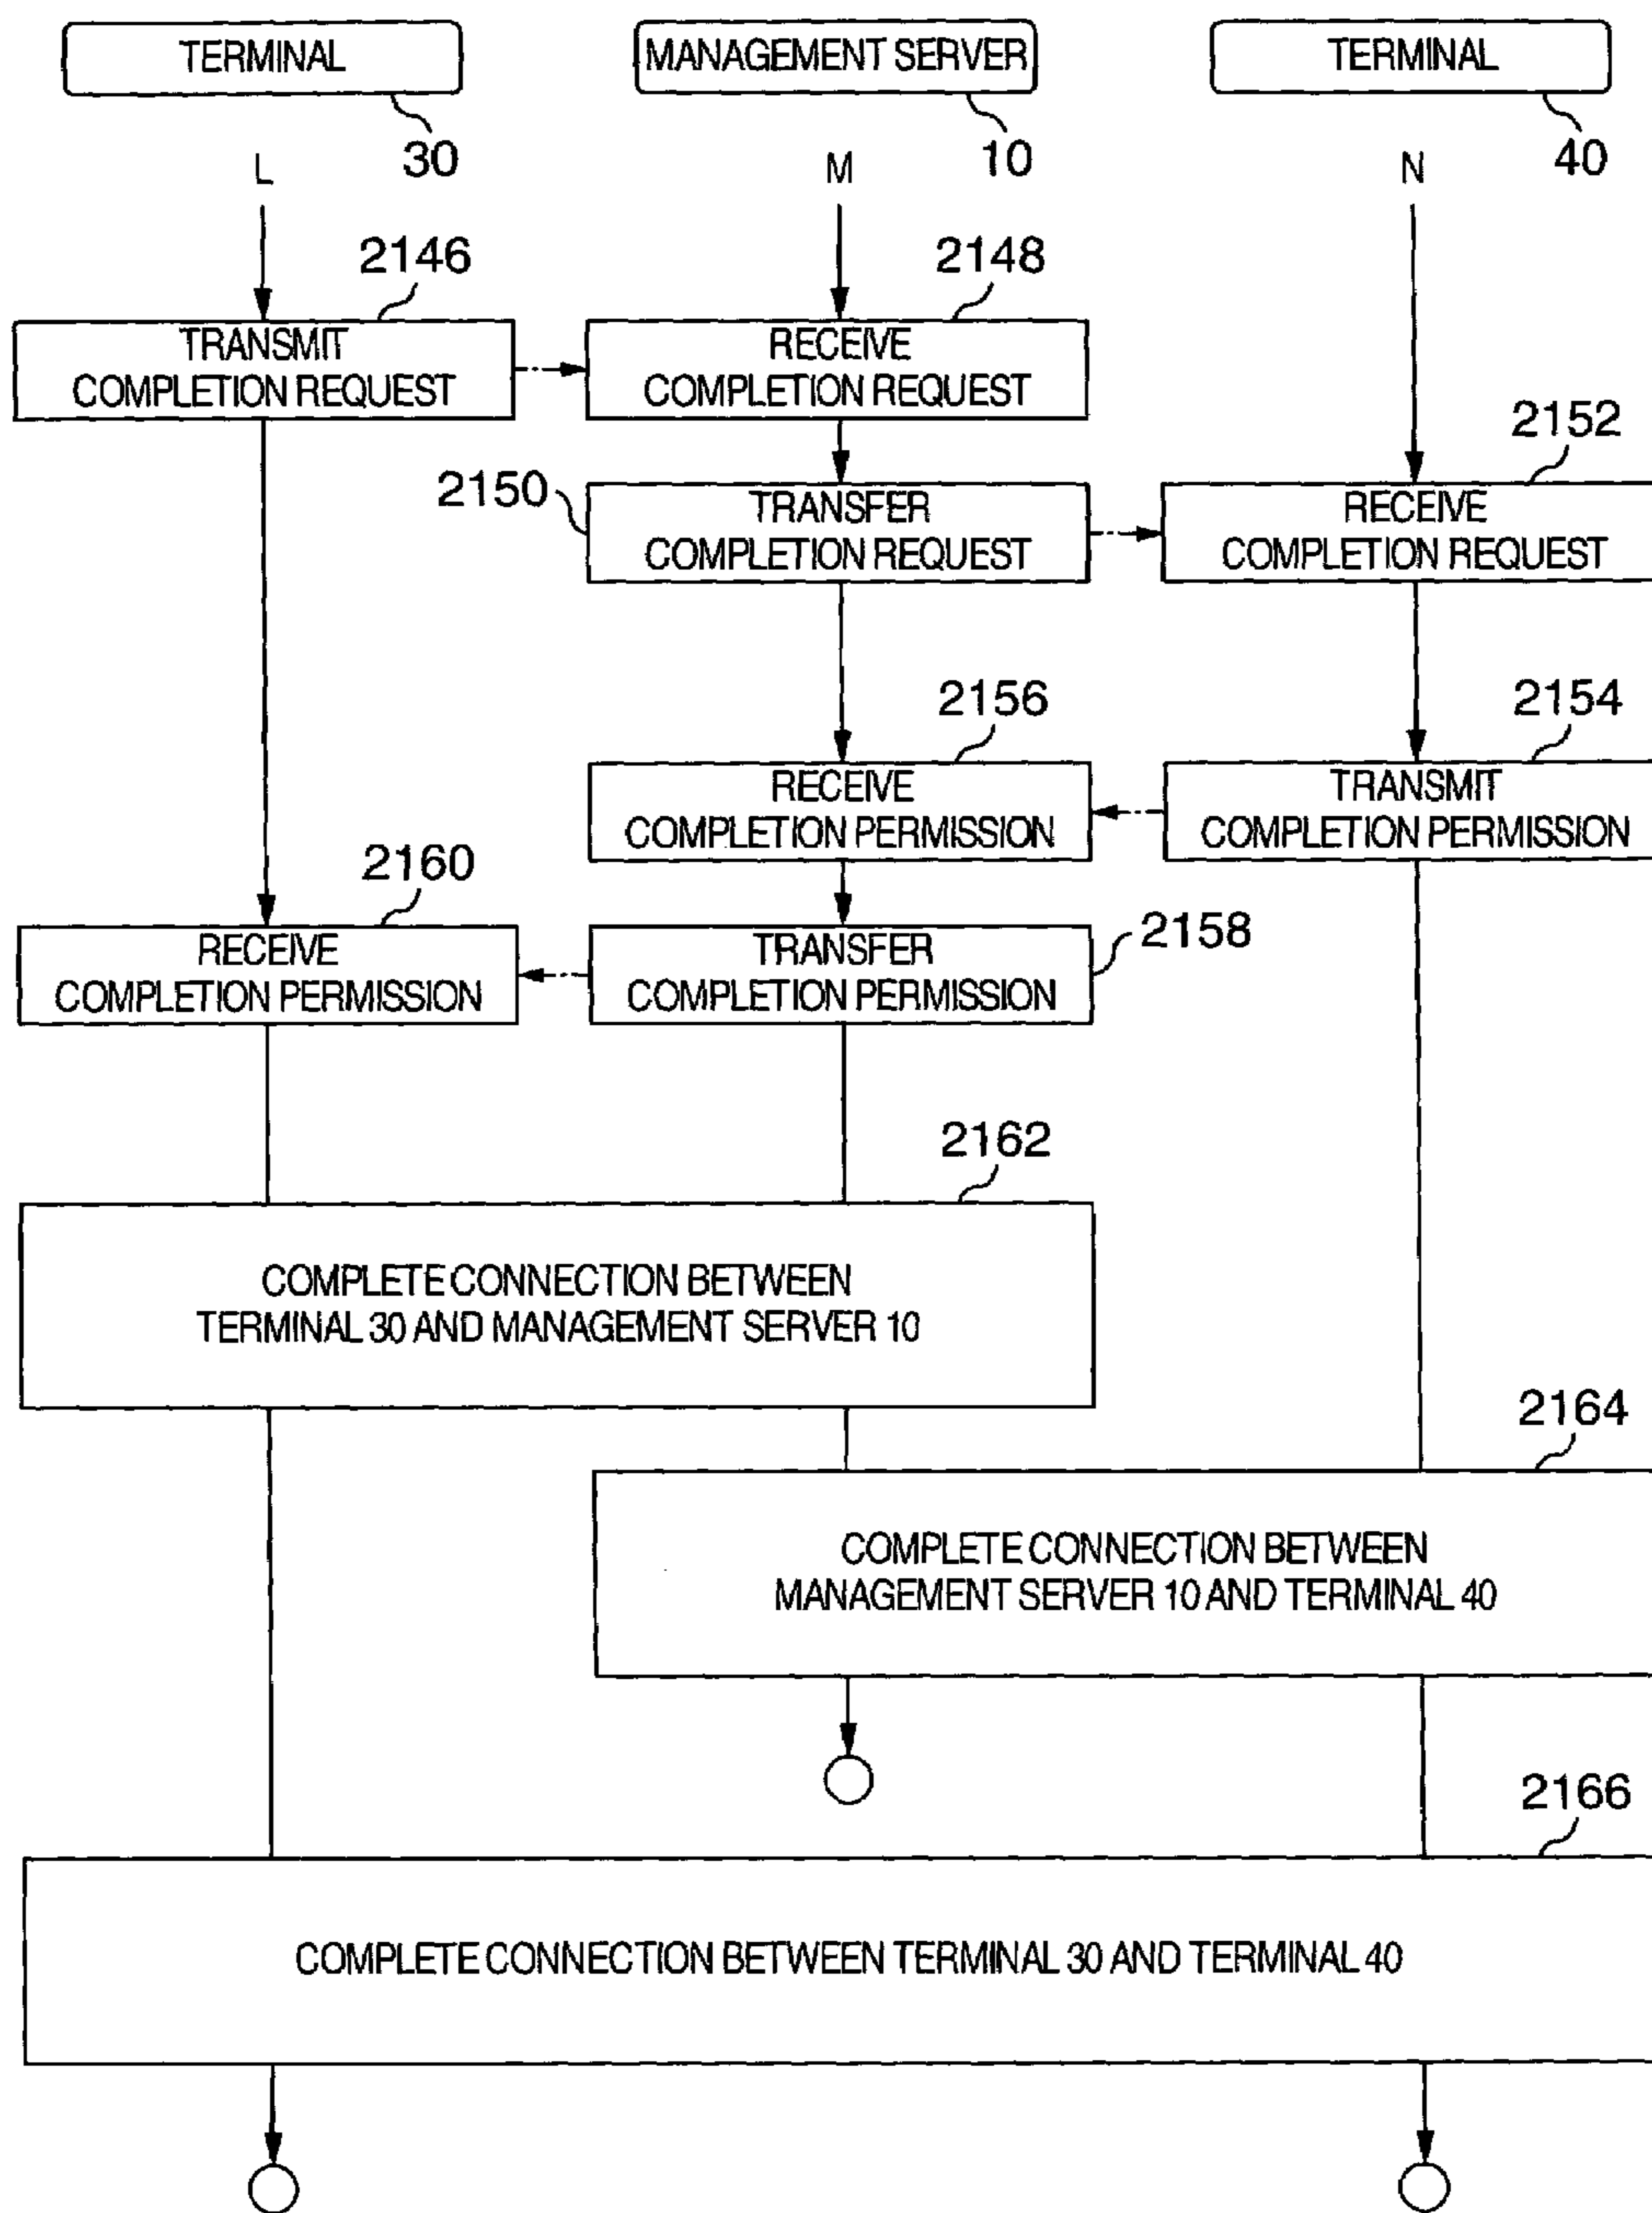 TERMINAL
MANAGEMENT SERVER
TERMINAL
30
10
40
L
M
N
2146
2148
TRANSMIT
COMPLETION REQUEST
RECEIVE
COMPLETION REQUEST
2152
2150
TRANSFER
COMPLETION REQUEST
RECEIVE
COMPLETION REQUEST
2156
2154
RECEIVE
COMPLETION PERMISSION
TRANSMIT
COMPLETION PERMISSION
2160
RECEIVE
COMPLETION PERMISSION
TRANSFER
COMPLETION PERMISSION
2158
2162
COMPLETE CONNECTION BETWEEN
TERMINAL 30 AND MANAGEMENT SERVER 10
2164
COMPLETE CONNECTION BETWEEN
MANAGEMENT SERVER 10 AND TERMINAL 40
2166
COMPLETE CONNECTION BETWEEN TERMINAL 30 AND TERMINAL 40